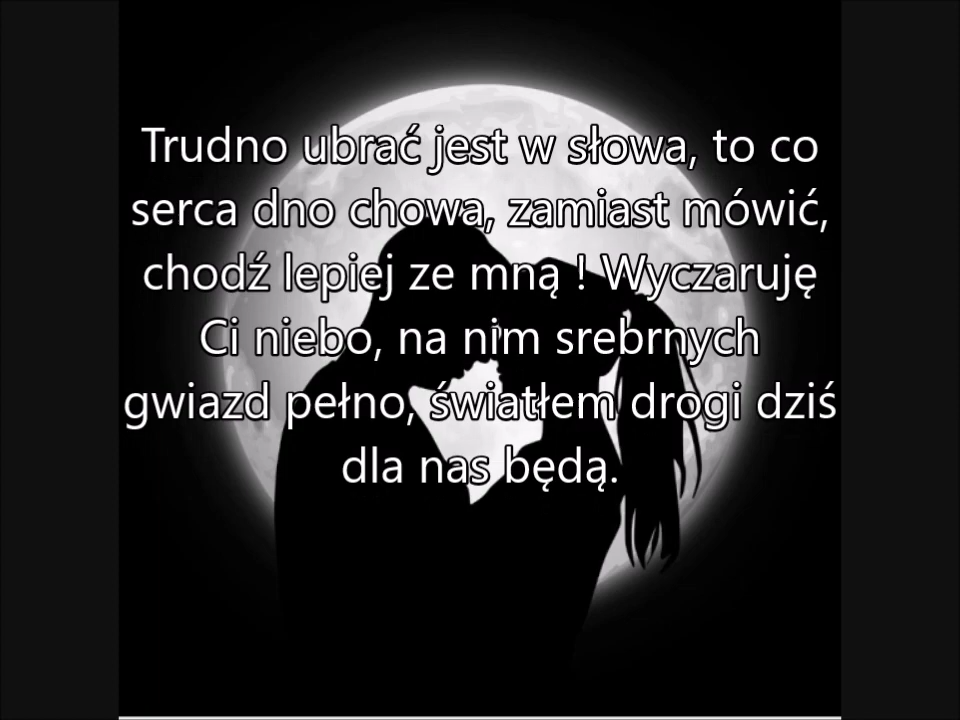 Trudno ubrać jest w słowa, to co
serca dno chowa, zamiast mówić,
chodź lepiej ze mną ! Wyczaruję
Ci niebo, na nim srebrnych
gwiazd pełno, światłem drogi dziś
dla nas będą.